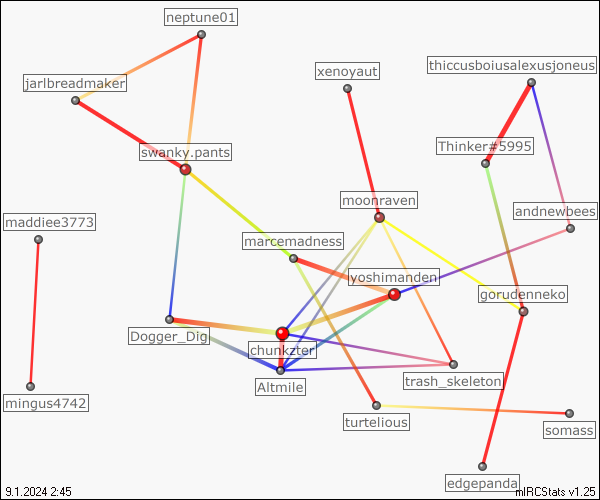 neptune01
xenoyaut
thiccusboiusalexusjoneus
jarlbreadmaker
Thinker#5995
swanky.pants
moonraven
andnewbees
maddiee3773
marcemadness
yoshimanden
gorudenneko
Dogger_Dig
chunkzter
trash_skeleton
Altmile
mingus4742
turtelious
somass
edgepanda
9.1.2024 2:45
mIRCStats v1.25